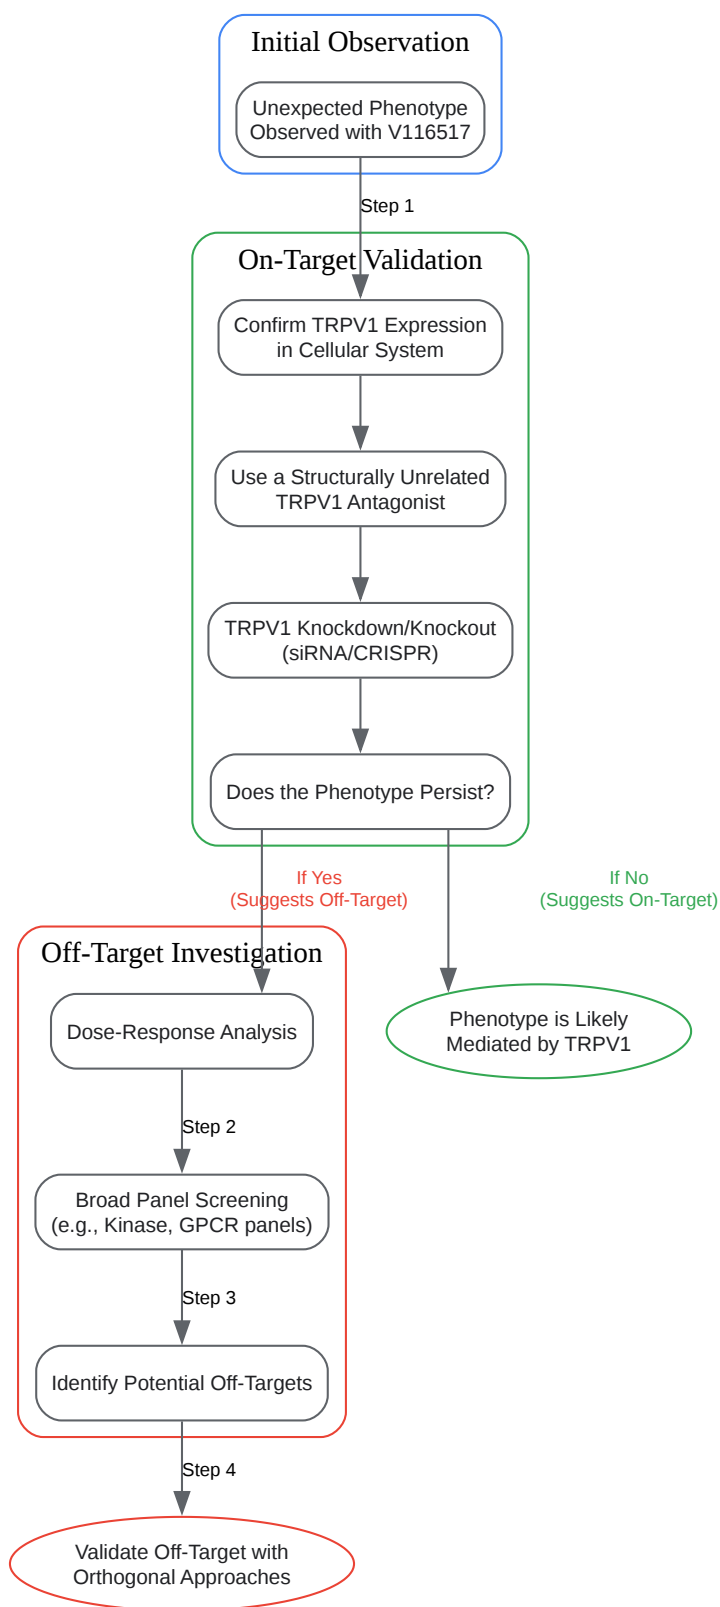 Initial Observation
Unexpected Phenotype
Observed with V116517
Step 1
On-Target Validation
Confirm TRPV1 Expression
in Cellular System
Use a Structurally Unrelated
TRPV1 Antagonist
TRPV1 Knockdown/Knockout
(siRNA/CRISPR)
Does the Phenotype Persist?
If Yes
(Suggests Off-Target)
If No
(Suggests On-Target)
Off-Target Investigation
Dose-Response Analysis
Phenotype is Likely
Mediated by TRPV1
Step 2
Broad Panel Screening
(e.g., Kinase, GPCR panels)
Step 3
Identify Potential Off-Targets
Step 4
Validate Off-Target with
Orthogonal Approaches